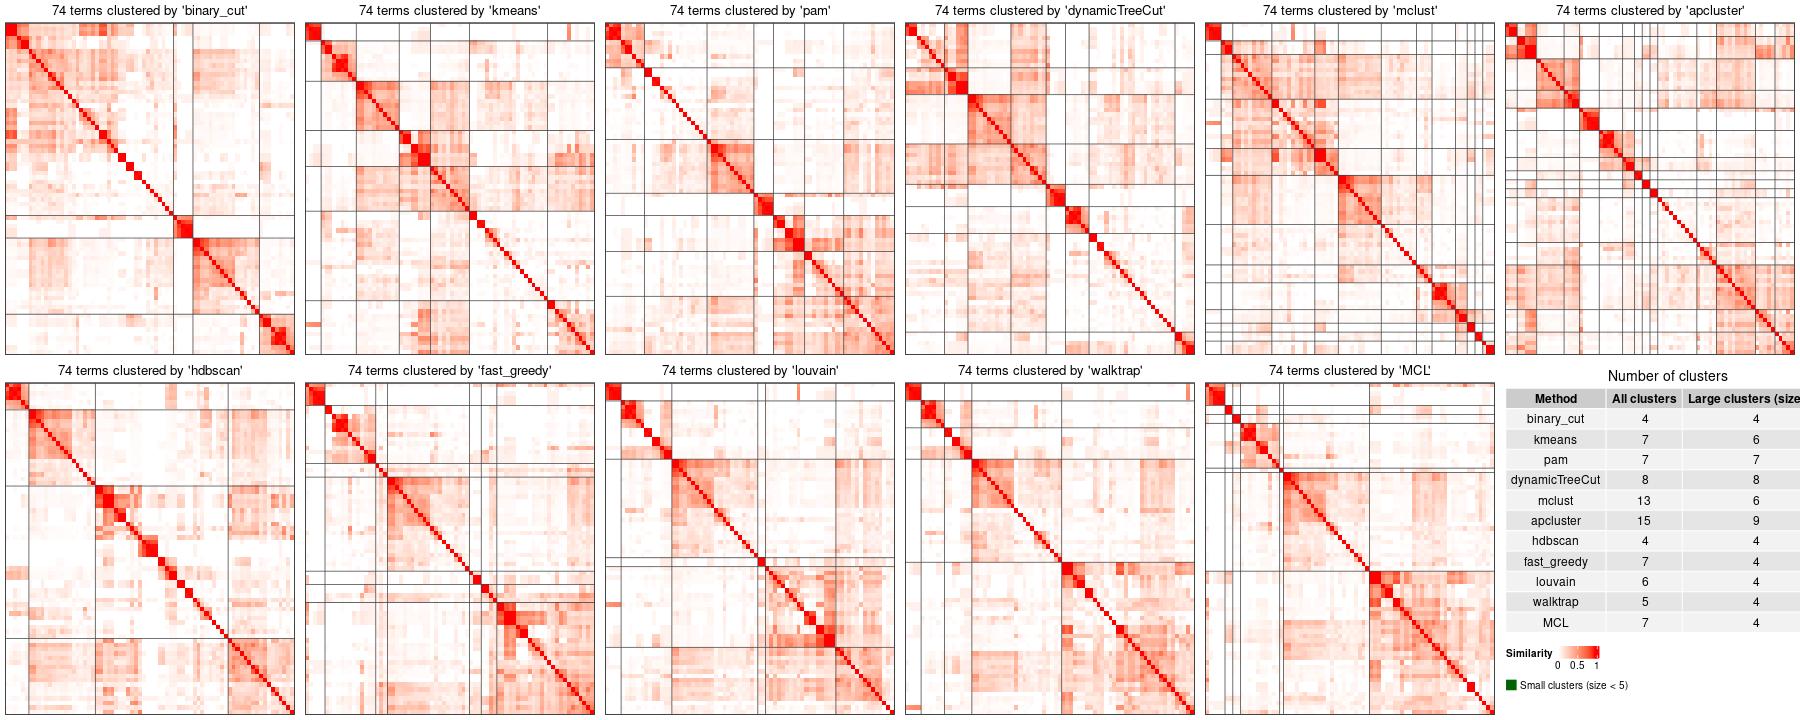 74 terms clustered by 'binary_cut'
74 terms clustered by 'kmeans'
74 terms clustered by 'pam'
74 terms clustered by 'dynamicTreeCut'
74 terms clustered by 'mclust'
74 terms clustered by 'apcluster'
74 terms clustered by 'hdbscan'
74 terms clustered by 'fast_greedy'
74 terms clustered by 'louvain'
74 terms clustered by 'walktrap'
74 terms clustered by 'MCL'
Number of clusters
Method All clusters Large clusters (size
binary_cut 4 4
kmeans 7 6
pam 7 7
dynamicTreeCut 8 8
mclust 13 6
apcluster 15 9
hdbscan 4 4
fast_greedy 7 4
louvain 6 4
walktrap 5 4
MCL 7 4
Similarity
0 0.5 1
Small clusters (size < 5)